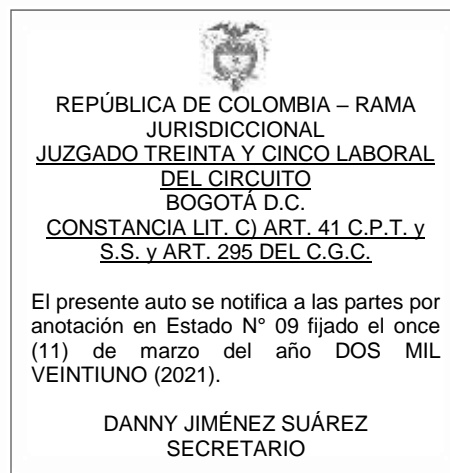 REPÚBLICA DE COLOMBIA – RAMA
JURISDICCIONAL
JUZGADO TREINTA Y CINCO LABORAL
DEL CIRCUITO
BOGOTÁ D.C.
CONSTANCIA LIT. C) ART. 41 C.P.T. y
S.S. y ART. 295 DEL C.G.C.
El presente auto se notifica a las partes por
anotación en Estado N° 09 fijado el once
(11) de marzo del año DOS MIL
VEINTIUNO (2021).
DANNY JIMÉNEZ SUÁREZ
SECRETARIO